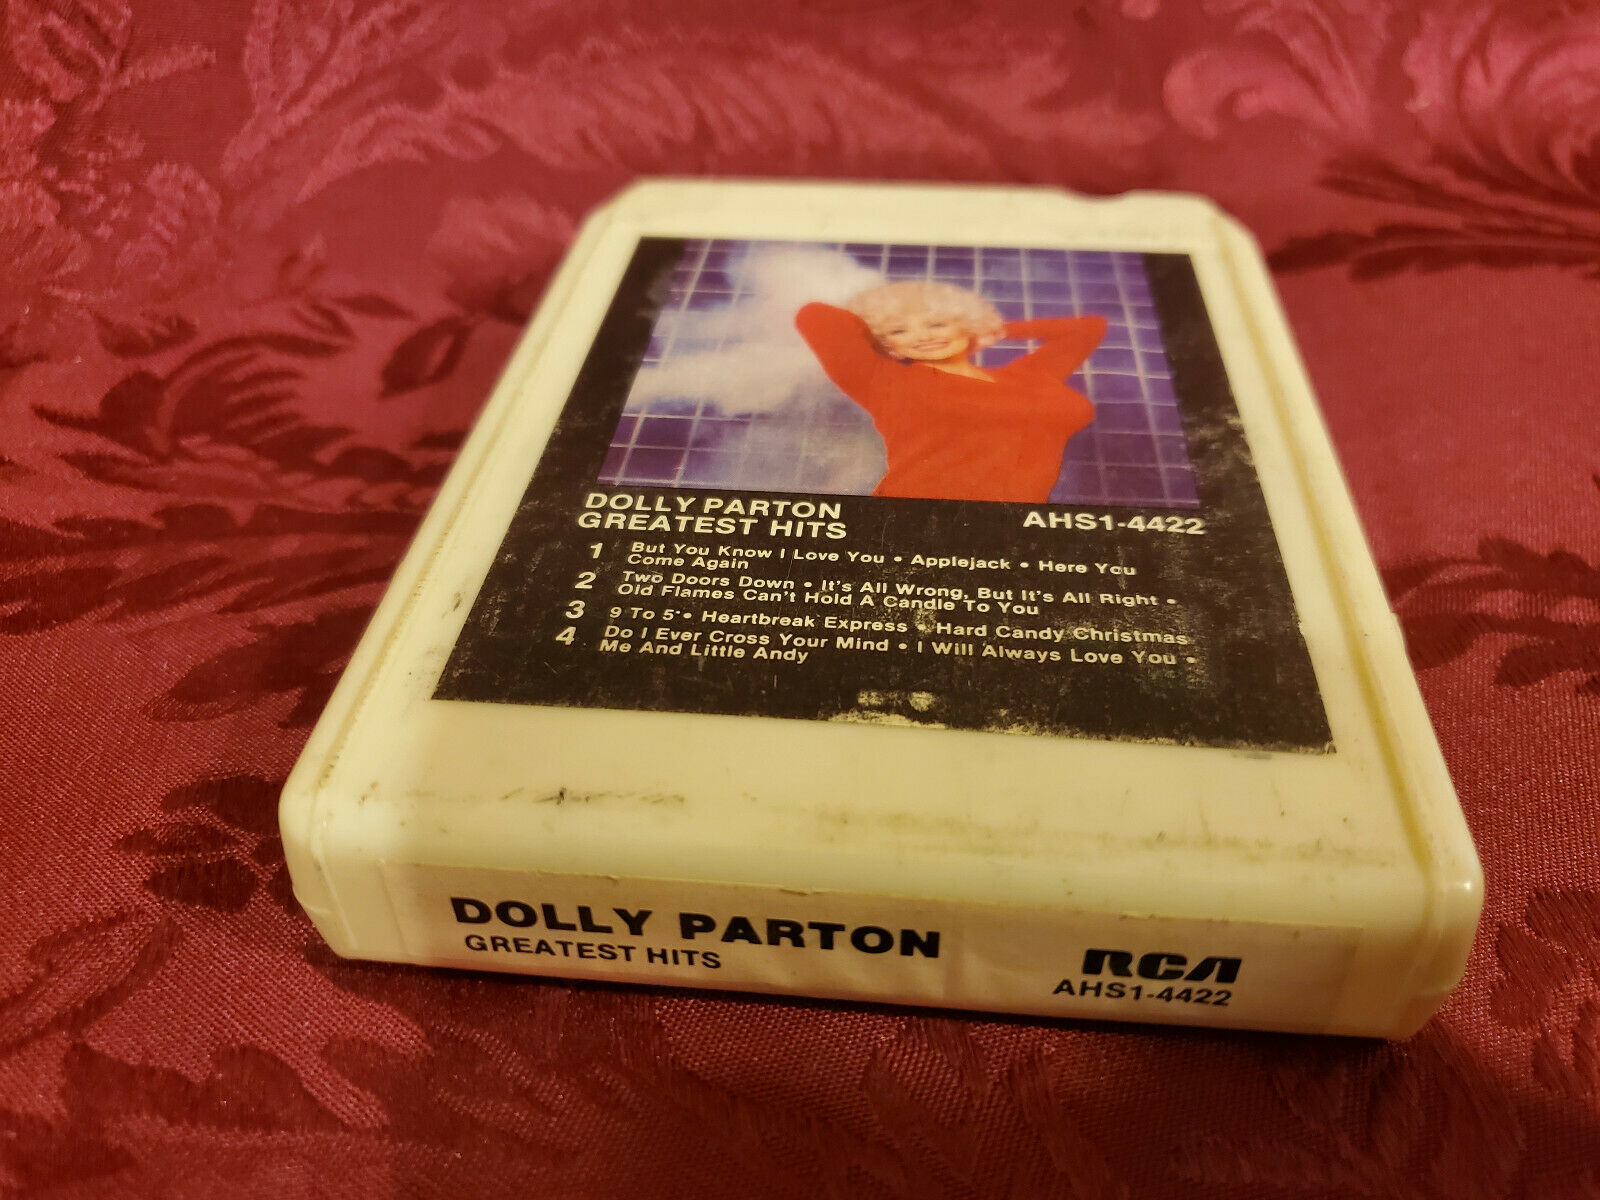 DOLLY PARTON
GREATEST HITS
AHS1-4422
1 But You Know I Love You • Applejack • Here You
Come Again
2 Two Doors Down • It's All Wrong, But It's All Right •
Old Flames Can't Hold A Candle To You
3 9 To 5 • Heartbreak Express • Hard Candy Christmas
4 Do I Ever Cross Your Mind • I Will Always Love You •
Me And Little Andy
DOLLY PARTON
GREATEST HITS
RCA
AHS1-4422